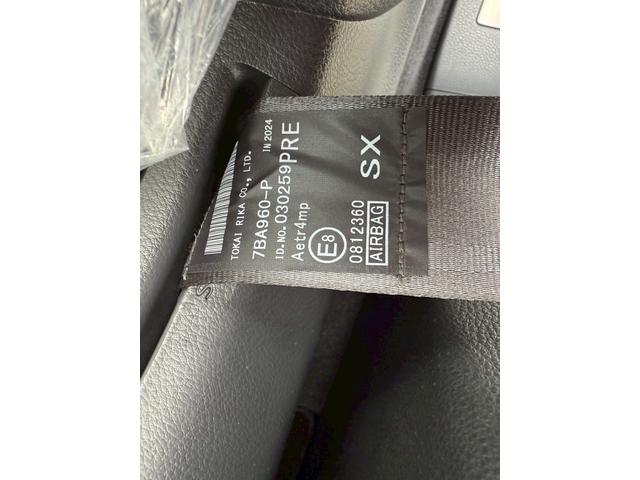 TOKAI RIKA CO., LTD.
7BA960-P IN 2024
ID.NO. 030259PRE
Aetr4mp
E8
0812360
AIRBAG
SX